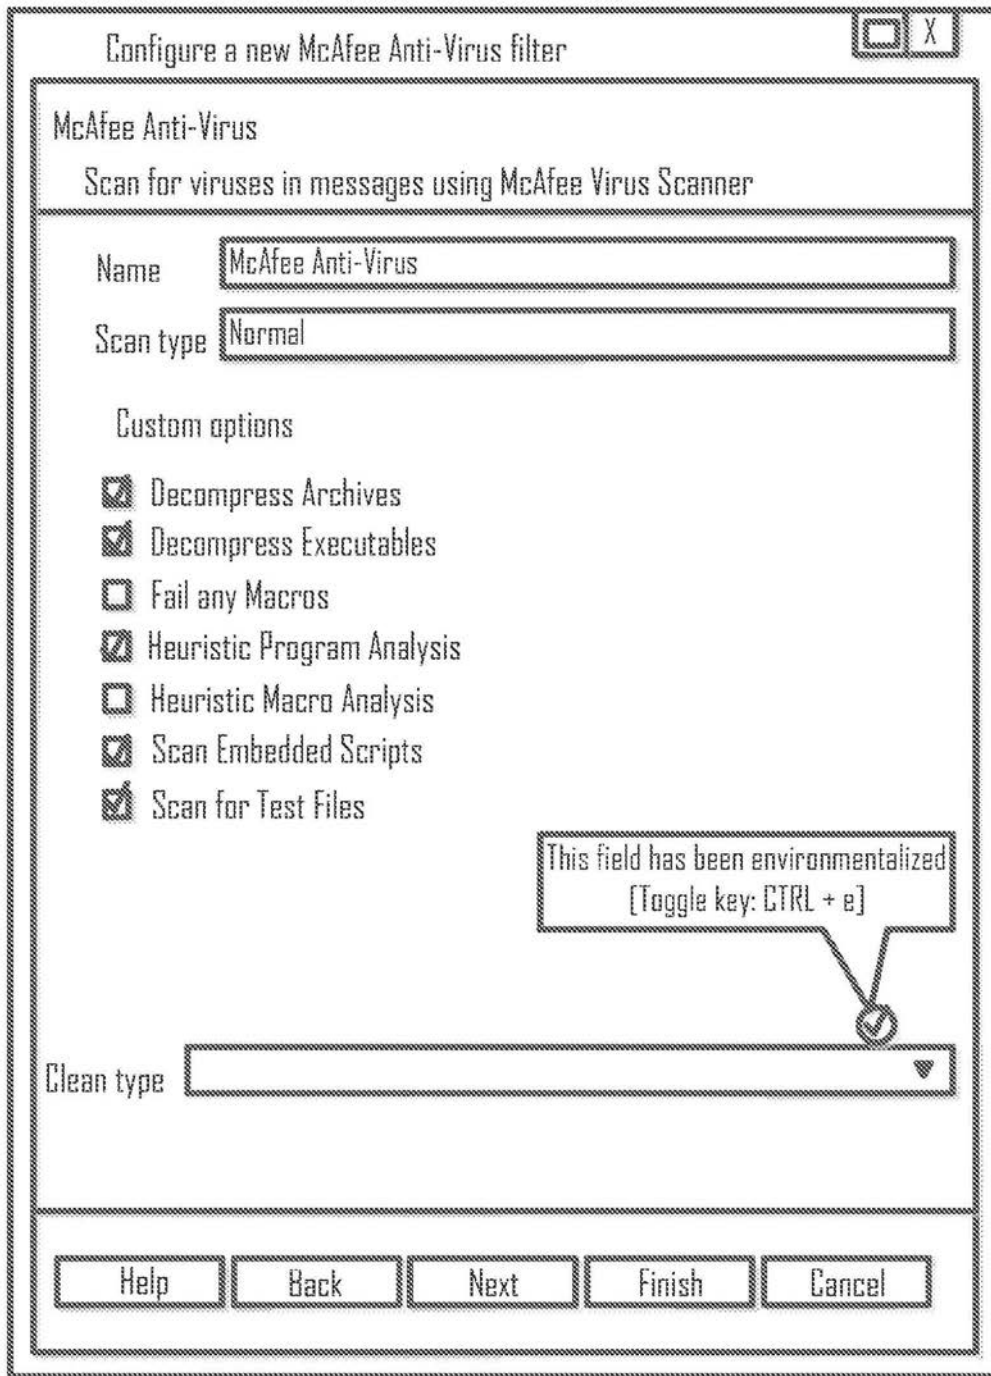 Configure a new McAfee Anti-Virus filter
X
McAfee Anti-Virus
Scan for viruses in messages using McAfee Virus Scanner
Name
McAfee Anti-Virus
Scan type
Normal
Custom options
Decompress Archives
Decompress Executables
Fail any Macros
Heuristic Program Analysis
Heuristic Macro Analysis
Scan Embedded Scripts
Scan for Test Files
This field has been environmentalized
[Toggle key: CTRL + e]
Clean type
Help
Back
Next
Finish
Cancel